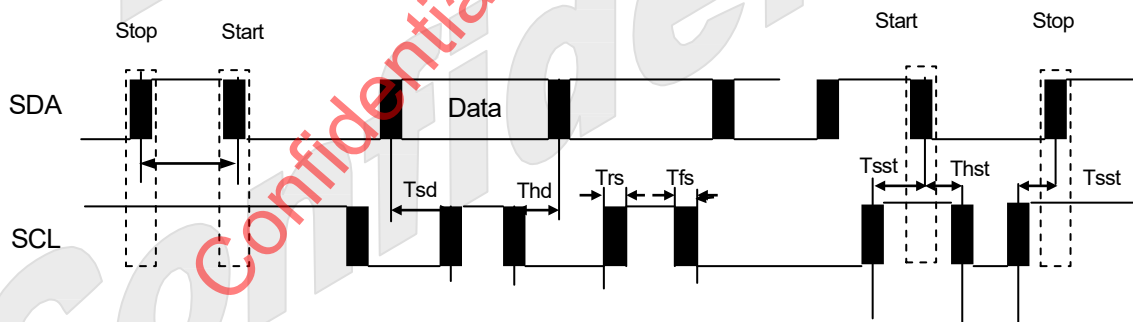 Stop Start Start Stop
SDA Data
Tsd Thd Trs Tfs Tsst Thst Tsst
SCL
Confidential